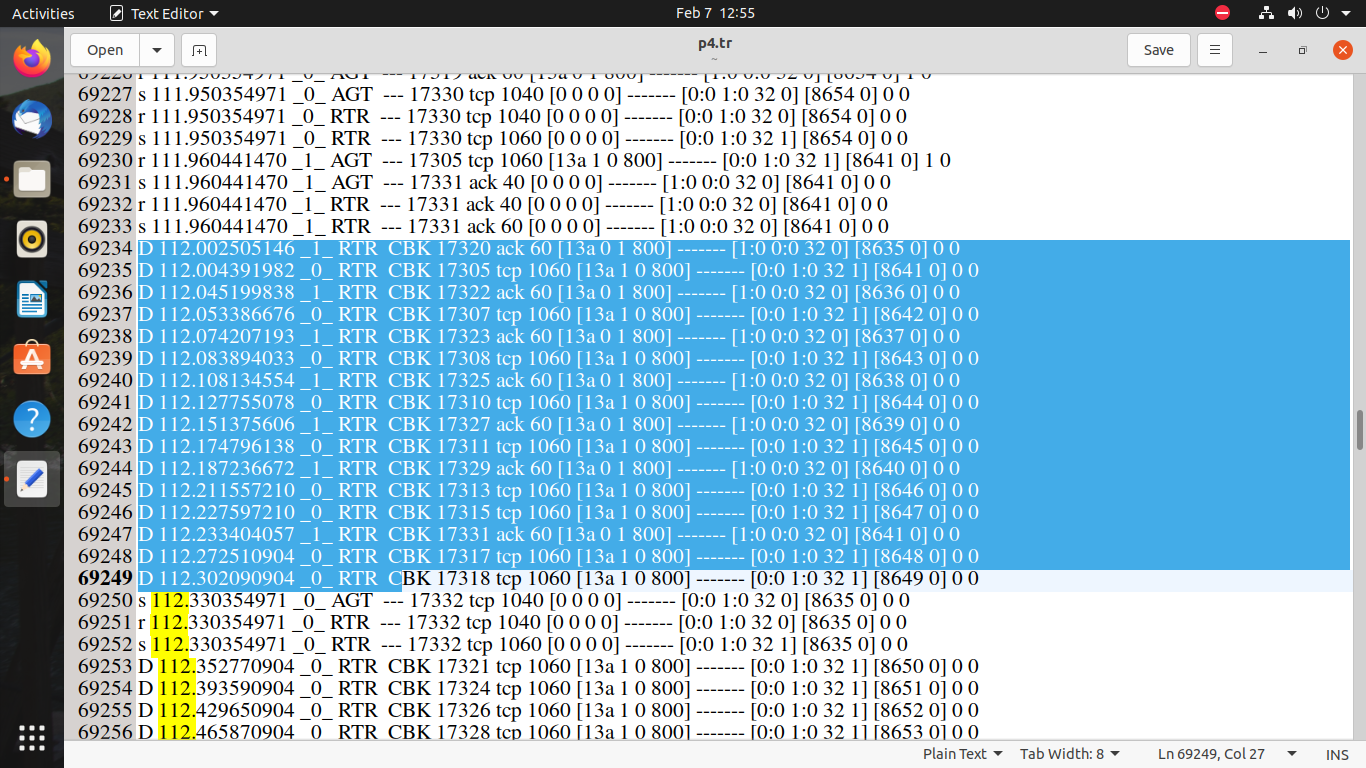 Activities Text Editor Feb 7 12:55
Open p4.tr Save
~
69226 r 111.950354971 _0_ AGT --- 17319 ack 60 [13a 0 1 800] ------- [1:0 0:0 32 0] [8634 0] 1 0
69227 s 111.950354971 _0_ AGT --- 17330 tcp 1040 [0 0 0 0] ------- [0:0 1:0 32 0] [8654 0] 0 0
69228 r 111.950354971 _0_ RTR --- 17330 tcp 1040 [0 0 0 0] ------- [0:0 1:0 32 0] [8654 0] 0 0
69229 s 111.950354971 _0_ RTR --- 17330 tcp 1060 [0 0 0 0] ------- [0:0 1:0 32 1] [8654 0] 0 0
69230 r 111.960441470 _1_ AGT --- 17305 tcp 1060 [13a 1 0 800] ------- [0:0 1:0 32 1] [8641 0] 1 0
69231 s 111.960441470 _1_ AGT --- 17331 ack 40 [0 0 0 0] ------- [1:0 0:0 32 0] [8641 0] 0 0
69232 r 111.960441470 _1_ RTR --- 17331 ack 40 [0 0 0 0] ------- [1:0 0:0 32 0] [8641 0] 0 0
69233 s 111.960441470 _1_ RTR --- 17331 ack 60 [0 0 0 0] ------- [1:0 0:0 32 0] [8641 0] 0 0
69234 D 112.002505146 _1_ RTR CBK 17320 ack 60 [13a 0 1 800] ------- [1:0 0:0 32 0] [8635 0] 0 0
69235 D 112.004391982 _0_ RTR CBK 17305 tcp 1060 [13a 1 0 800] ------- [0:0 1:0 32 1] [8641 0] 0 0
69236 D 112.045199838 _1_ RTR CBK 17322 ack 60 [13a 0 1 800] ------- [1:0 0:0 32 0] [8636 0] 0 0
69237 D 112.053386676 _0_ RTR CBK 17307 tcp 1060 [13a 1 0 800] ------- [0:0 1:0 32 1] [8642 0] 0 0
69238 D 112.074207193 _1_ RTR CBK 17323 ack 60 [13a 0 1 800] ------- [1:0 0:0 32 0] [8637 0] 0 0
69239 D 112.083894033 _0_ RTR CBK 17308 tcp 1060 [13a 1 0 800] ------- [0:0 1:0 32 1] [8643 0] 0 0
69240 D 112.108134554 _1_ RTR CBK 17325 ack 60 [13a 0 1 800] ------- [1:0 0:0 32 0] [8638 0] 0 0
69241 D 112.127755078 _0_ RTR CBK 17310 tcp 1060 [13a 1 0 800] ------- [0:0 1:0 32 1] [8644 0] 0 0
69242 D 112.151375606 _1_ RTR CBK 17327 ack 60 [13a 0 1 800] ------- [1:0 0:0 32 0] [8639 0] 0 0
69243 D 112.174796138 _0_ RTR CBK 17311 tcp 1060 [13a 1 0 800] ------- [0:0 1:0 32 1] [8645 0] 0 0
69244 D 112.187236672 _1_ RTR CBK 17329 ack 60 [13a 0 1 800] ------- [1:0 0:0 32 0] [8640 0] 0 0
69245 D 112.211557210 _0_ RTR CBK 17313 tcp 1060 [13a 1 0 800] ------- [0:0 1:0 32 1] [8646 0] 0 0
69246 D 112.227597210 _0_ RTR CBK 17315 tcp 1060 [13a 1 0 800] ------- [0:0 1:0 32 1] [8647 0] 0 0
69247 D 112.233404057 _1_ RTR CBK 17331 ack 60 [13a 0 1 800] ------- [1:0 0:0 32 0] [8641 0] 0 0
69248 D 112.272510904 _0_ RTR CBK 17317 tcp 1060 [13a 1 0 800] ------- [0:0 1:0 32 1] [8648 0] 0 0
69249 D 112.302090904 _0_ RTR CBK 17318 tcp 1060 [13a 1 0 800] ------- [0:0 1:0 32 1] [8649 0] 0 0
69250 s 112.330354971 _0_ AGT --- 17332 tcp 1040 [0 0 0 0] ------- [0:0 1:0 32 0] [8635 0] 0 0
69251 r 112.330354971 _0_ RTR --- 17332 tcp 1040 [0 0 0 0] ------- [0:0 1:0 32 0] [8635 0] 0 0
69252 s 112.330354971 _0_ RTR --- 17332 tcp 1060 [0 0 0 0] ------- [0:0 1:0 32 1] [8635 0] 0 0
69253 D 112.352770904 _0_ RTR CBK 17321 tcp 1060 [13a 1 0 800] ------- [0:0 1:0 32 1] [8650 0] 0 0
69254 D 112.393590904 _0_ RTR CBK 17324 tcp 1060 [13a 1 0 800] ------- [0:0 1:0 32 1] [8651 0] 0 0
69255 D 112.429650904 _0_ RTR CBK 17326 tcp 1060 [13a 1 0 800] ------- [0:0 1:0 32 1] [8652 0] 0 0
69256 D 112.465870904 _0_ RTR CBK 17328 tcp 1060 [13a 1 0 800] ------- [0:0 1:0 32 1] [8653 0] 0 0
Plain Text Tab Width: 8 Ln 69249, Col 27 INS